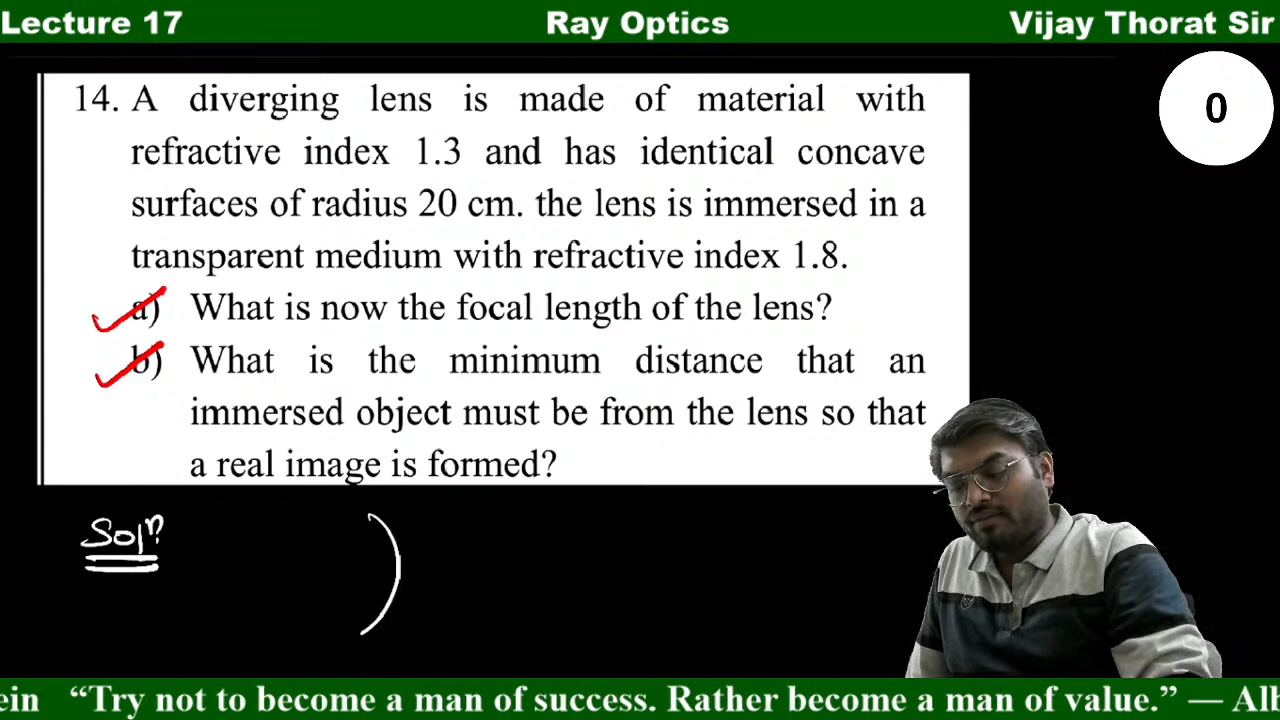 Lecture 17 Ray Optics Vijay Thorat Sir
0
14. A diverging lens is made of material with
refractive index 1.3 and has identical concave
surfaces of radius 20 cm. the lens is immersed in a
transparent medium with refractive index 1.8.
a) What is now the focal length of the lens?
b) What is the minimum distance that an
immersed object must be from the lens so that
a real image is formed?
Solⁿ
ein “Try not to become a man of success. Rather become a man of value.” — Alb